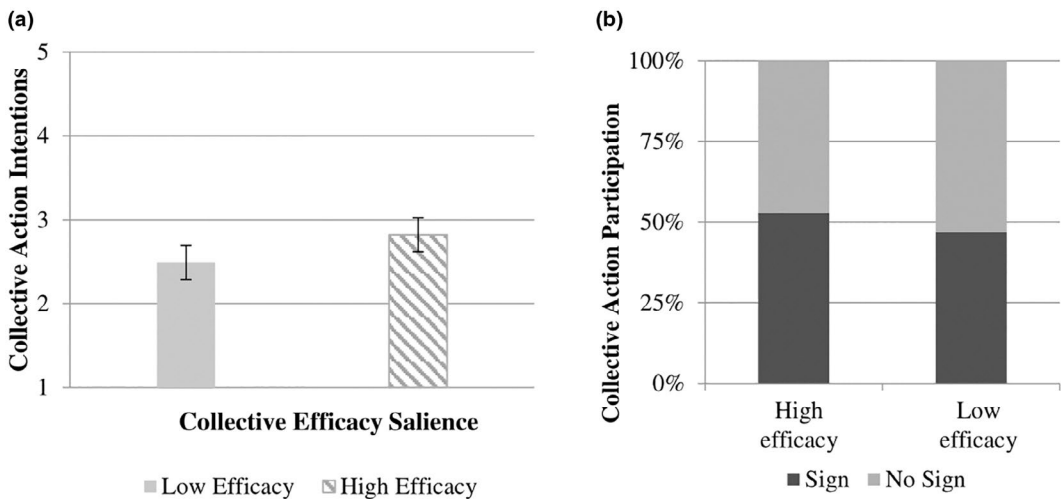 (a)
Collective Action Intentions
5
4
3
2
1
Collective Efficacy Salience
Low Efficacy
High Efficacy
(b)
Collective Action Participation
100%
75%
50%
25%
0%
High
efficacy
Low
efficacy
Sign
No Sign